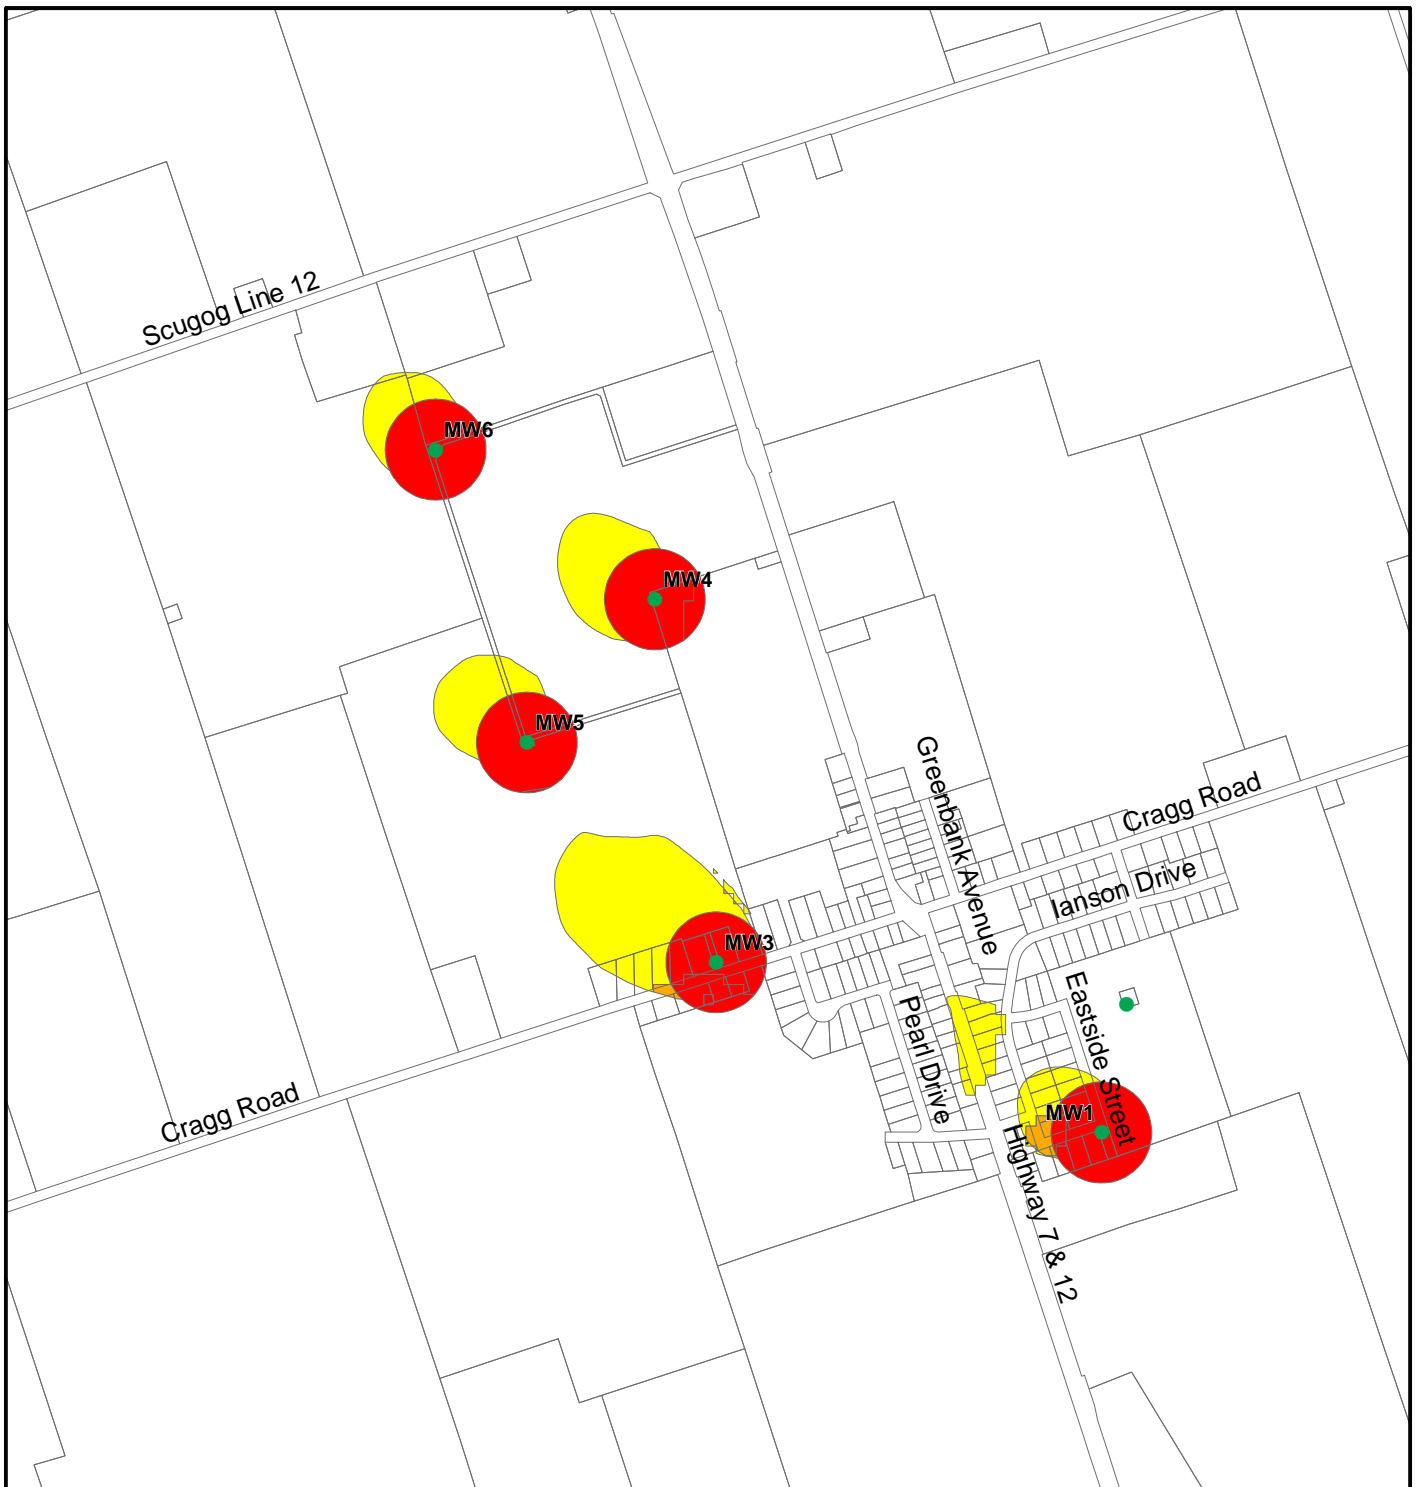 Scugog Line 12
MW6
MW4
MW5
Greenbank Avenue
Cragg Road
Ianson Drive
MW3
Eastside Street
Pearl Drive
MW1
Cragg Road
Highway 7 & 12